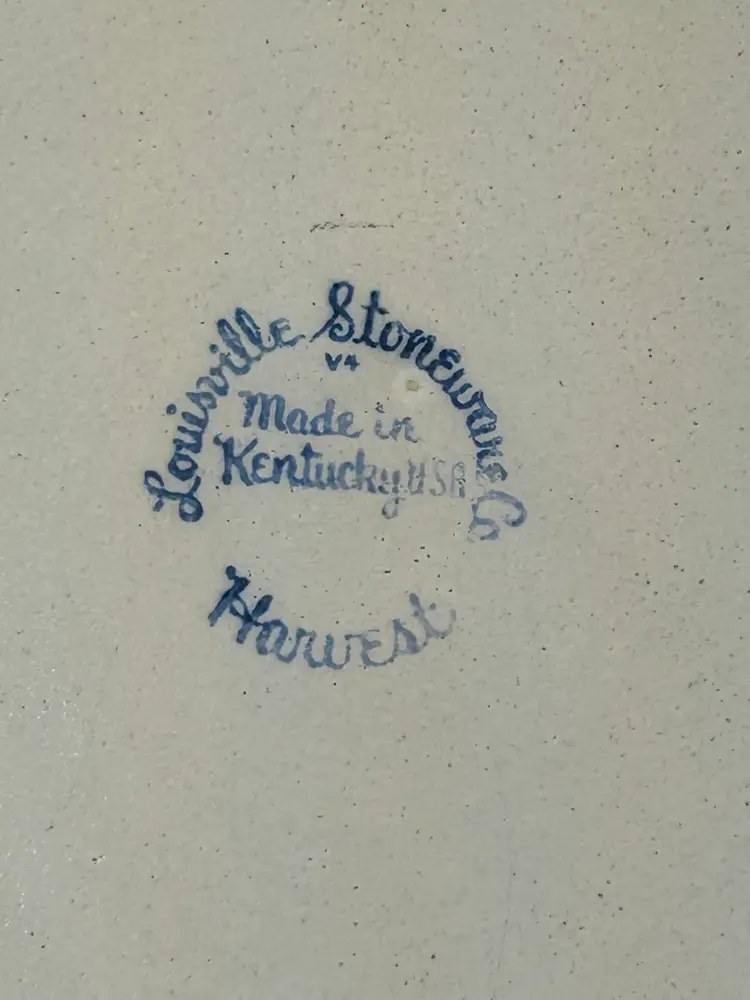 Louisville Stoneware Co
V4
Made in
Kentucky USA
Harvest